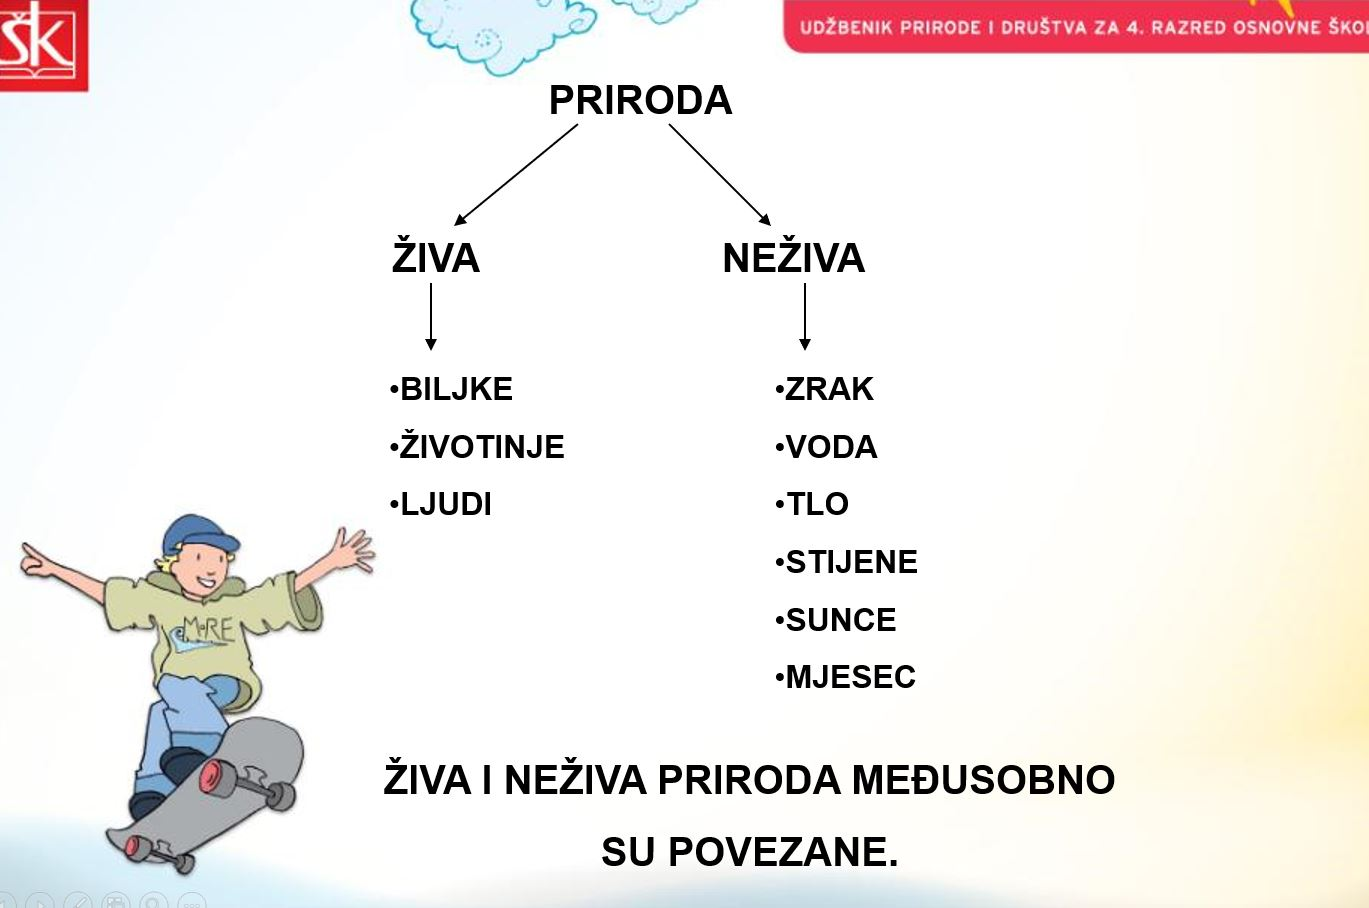 ŠK
UDŽBENIK PRIRODE I DRUŠTVA ZA 4. RAZRED OSNOVNE ŠKOL
PRIRODA
ŽIVA
NEŽIVA
•BILJKE
•ŽIVOTINJE
•LJUDI
•ZRAK
•VODA
•TLO
•STIJENE
•SUNCE
•MJESEC
MORE
ŽIVA I NEŽIVA PRIRODA MEĐUSOBNO
SU POVEZANE.